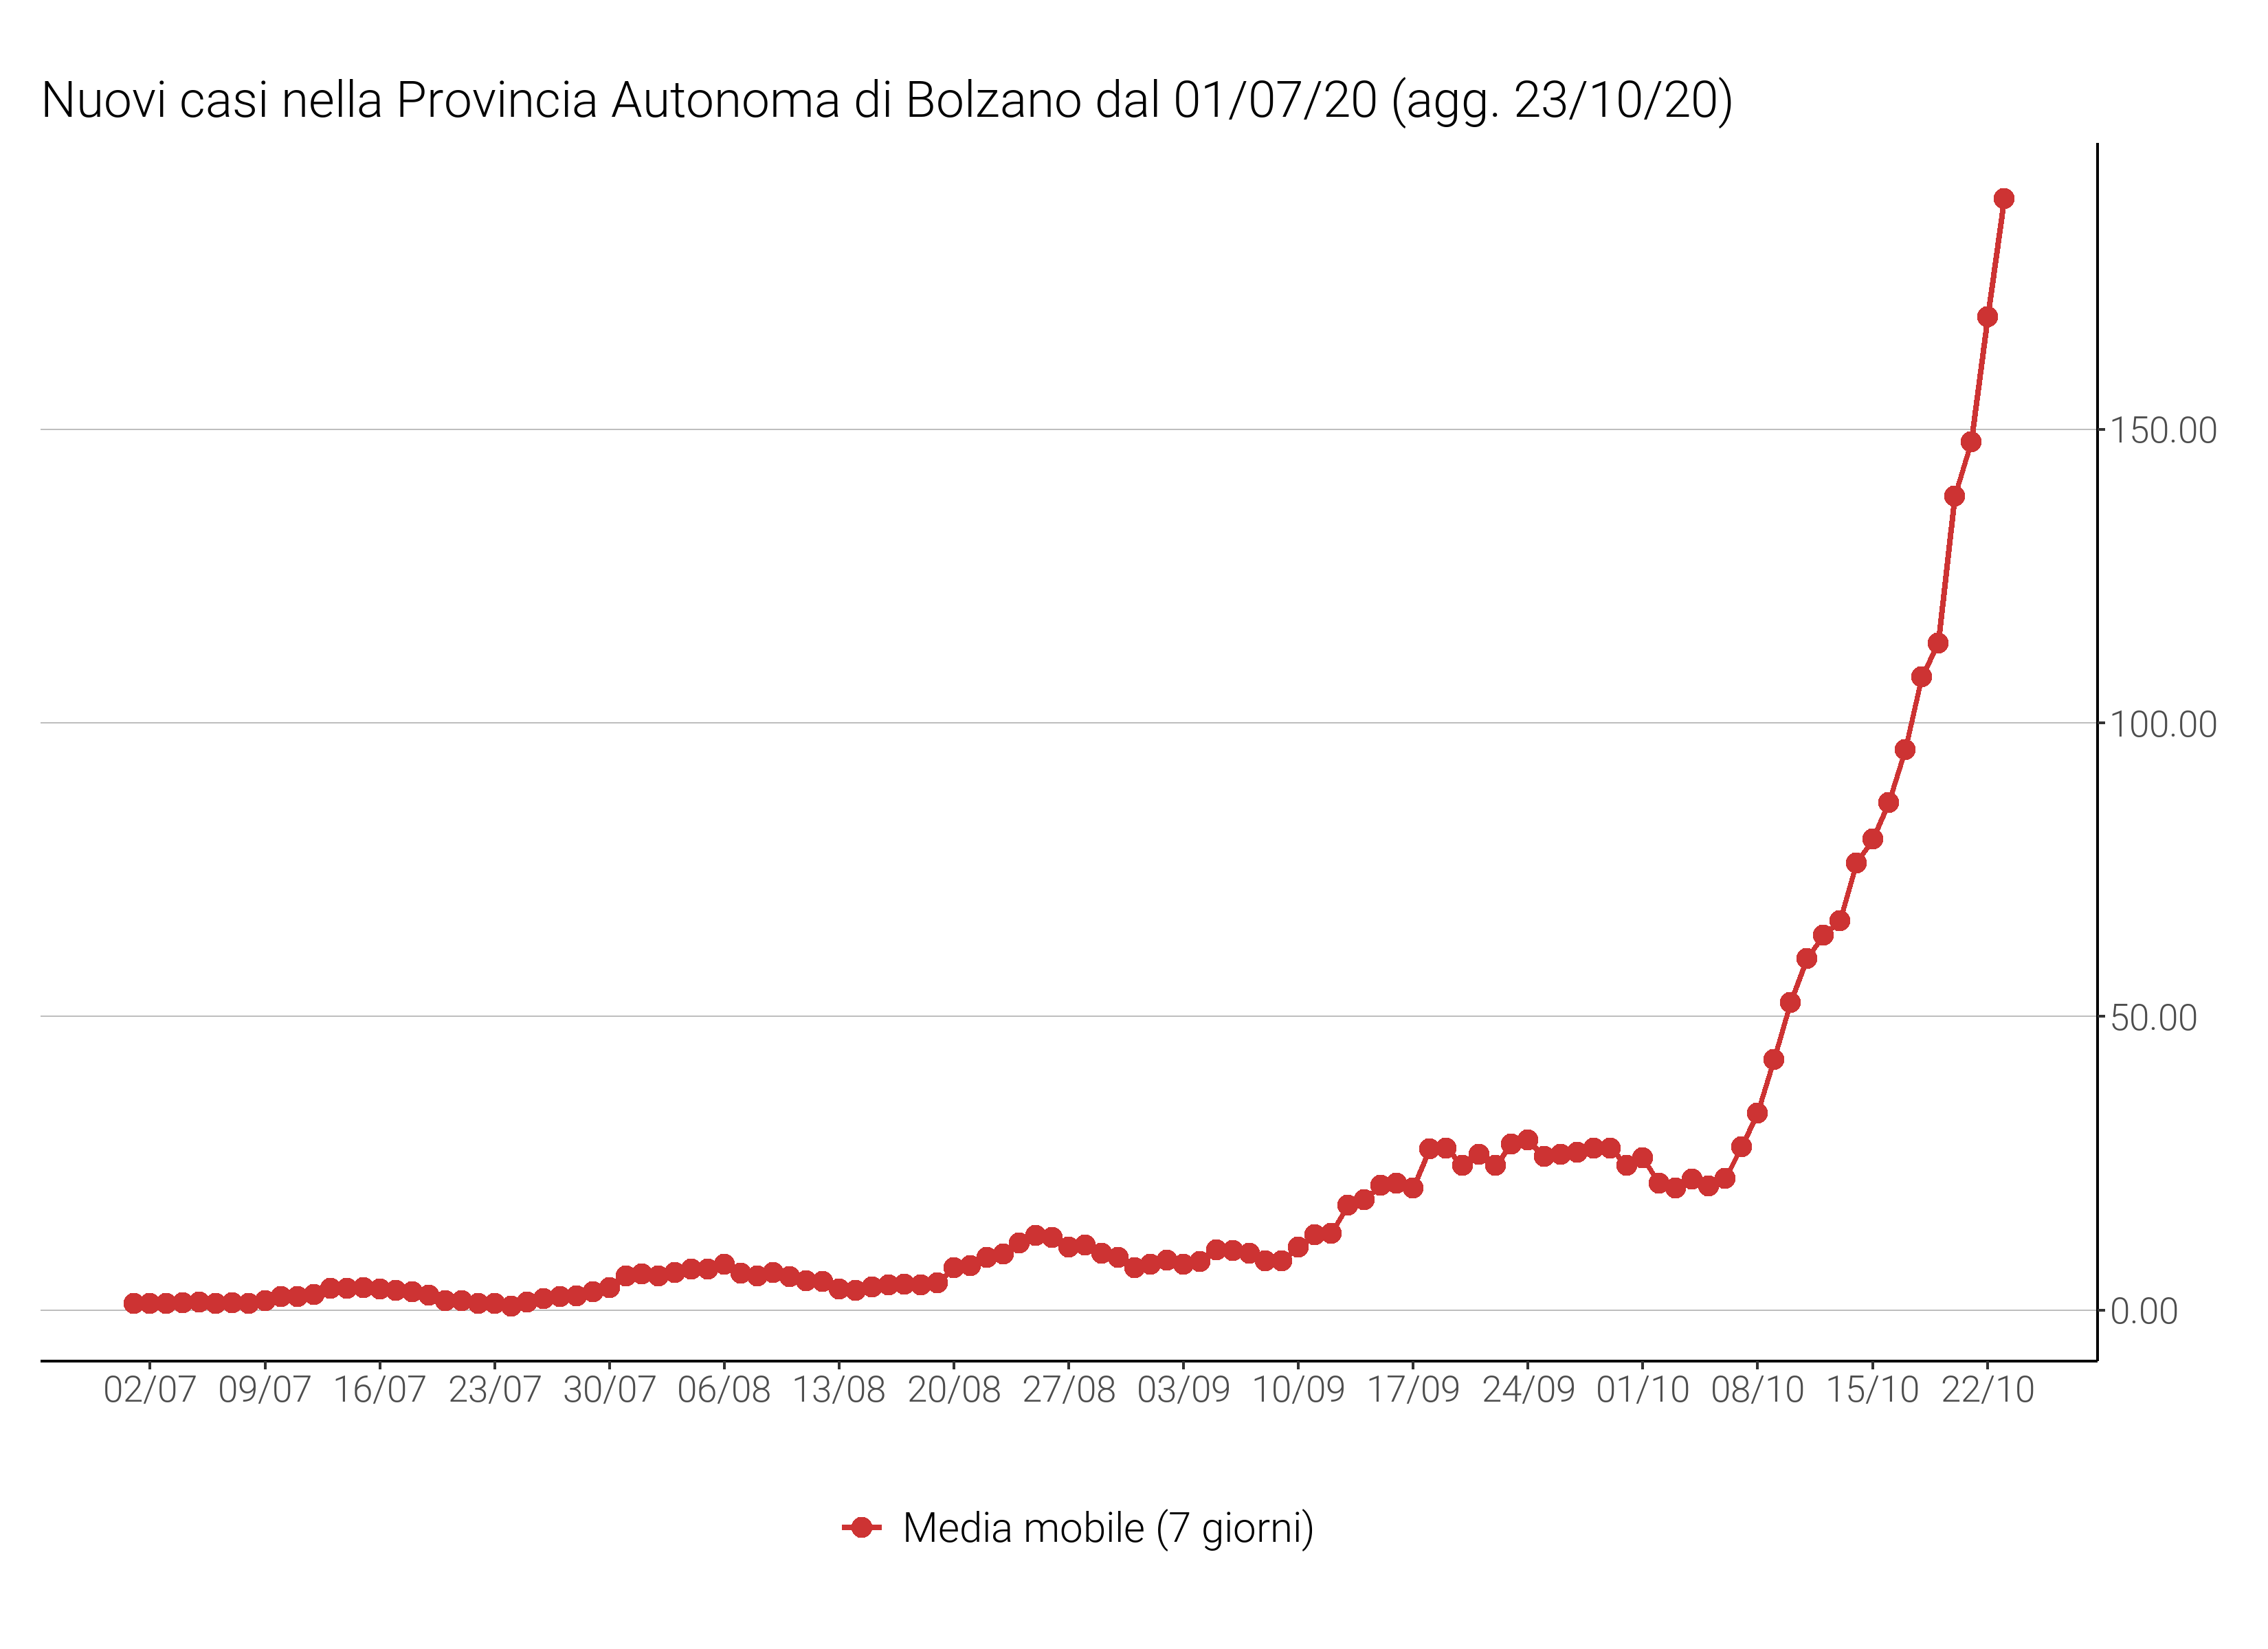 Nuovi casi nella Provincia Autonoma di Bolzano dal 01/07/20 (agg. 23/10/20)
150.00
100.00
50.00
0.00
02/07 09/07 16/07 23/07 30/07 06/08 13/08 20/08 27/08 03/09 10/09 17/09 24/09 01/10 08/10 15/10 22/10
Media mobile (7 giorni)